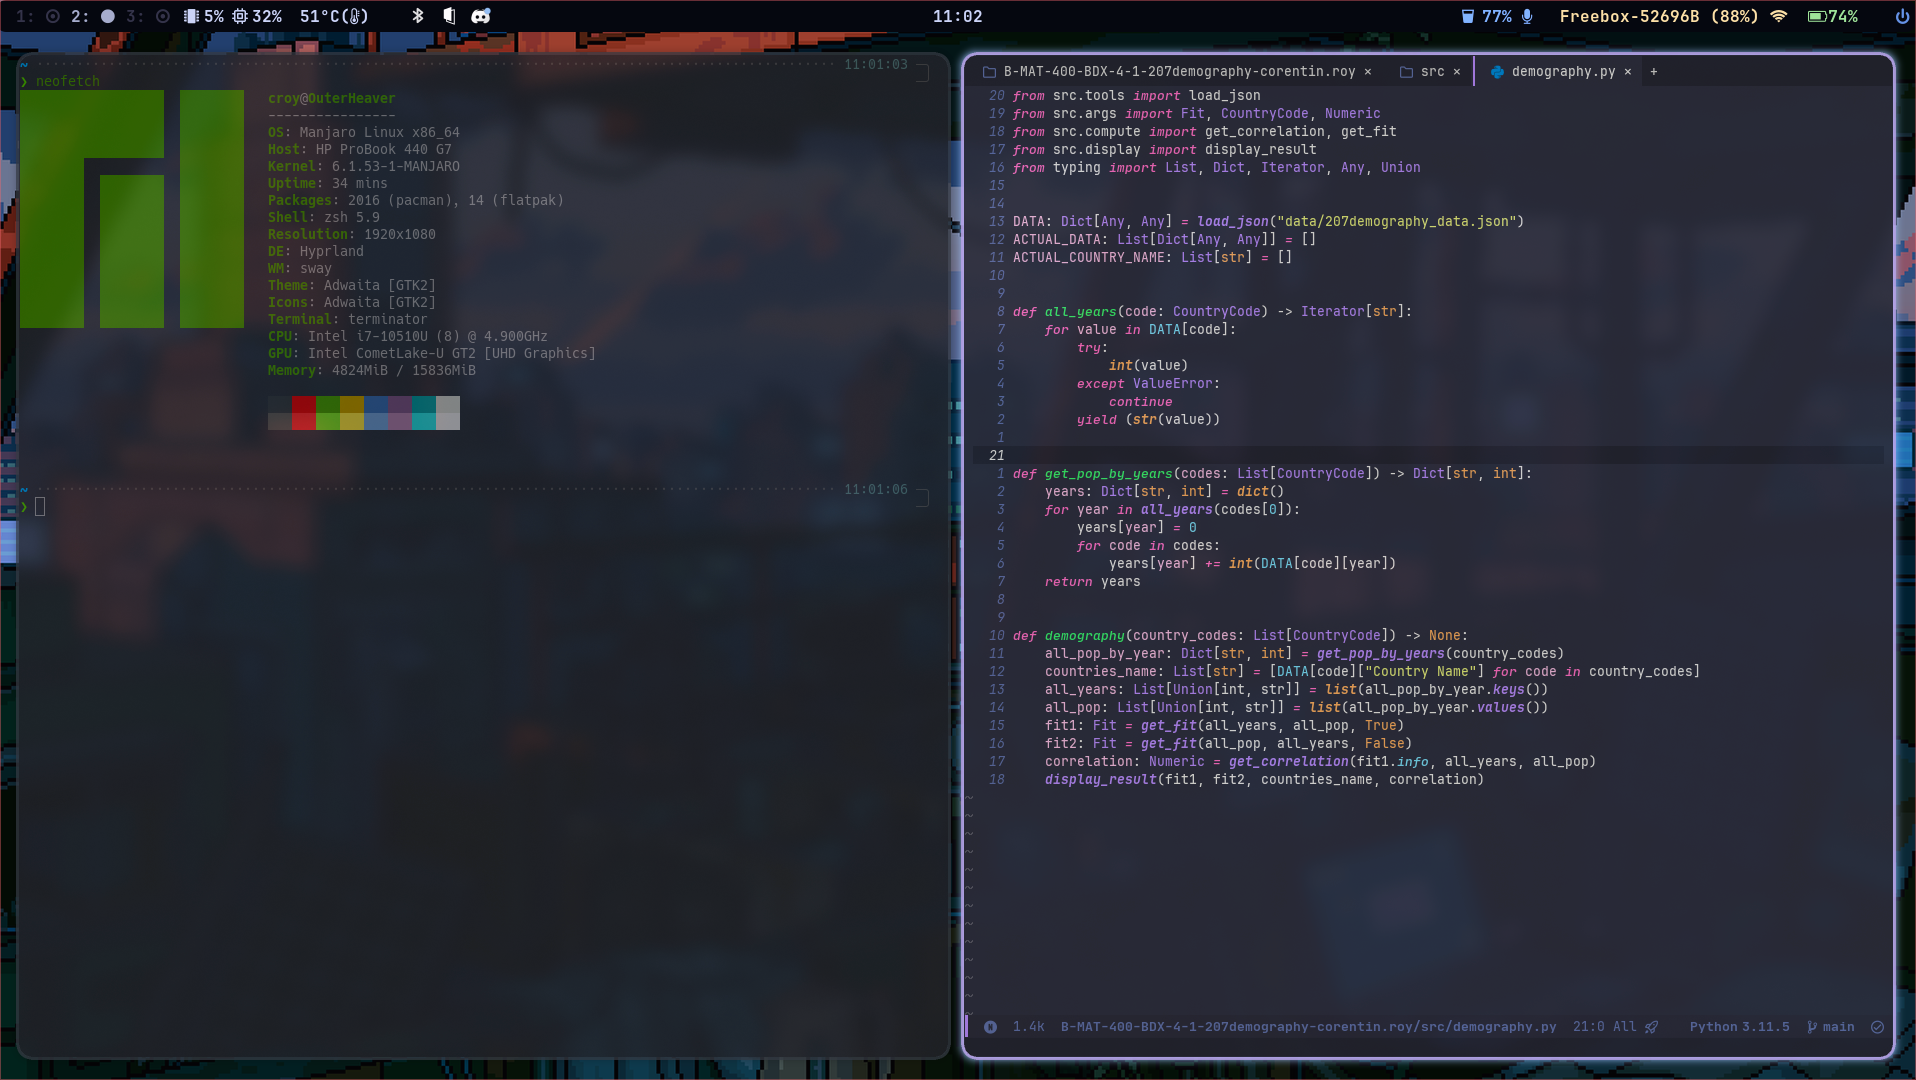 1: 2: 3: 5% 32% 51°C() 11:02 77% Freebox-52696B (88%) 74%
~ 11:01:03
❯ neofetch
croy@OuterHeaver
----------------
OS: Manjaro Linux x86_64
Host: HP ProBook 440 G7
Kernel: 6.1.53-1-MANJARO
Uptime: 34 mins
Packages: 2016 (pacman), 14 (flatpak)
Shell: zsh 5.9
Resolution: 1920x1080
DE: Hyprland
WM: sway
Theme: Adwaita [GTK2]
Icons: Adwaita [GTK2]
Terminal: terminator
CPU: Intel i7-10510U (8) @ 4.900GHz
GPU: Intel CometLake-U GT2 [UHD Graphics]
Memory: 4824MiB / 15836MiB
~ 11:01:06
❯
B-MAT-400-BDX-4-1-207demography-corentin.roy × src × demography.py × +
20 from src.tools import load_json
19 from src.args import Fit, CountryCode, Numeric
18 from src.compute import get_correlation, get_fit
17 from src.display import display_result
16 from typing import List, Dict, Iterator, Any, Union
15
14
13 DATA: Dict[Any, Any] = load_json("data/207demography_data.json")
12 ACTUAL_DATA: List[Dict[Any, Any]] = []
11 ACTUAL_COUNTRY_NAME: List[str] = []
10
9
8 def all_years(code: CountryCode) -> Iterator[str]:
7     for value in DATA[code]:
6         try:
5             int(value)
4         except ValueError:
3             continue
2         yield (str(value))
1
21
1 def get_pop_by_years(codes: List[CountryCode]) -> Dict[str, int]:
2     years: Dict[str, int] = dict()
3     for year in all_years(codes[0]):
4         years[year] = 0
5         for code in codes:
6             years[year] += int(DATA[code][year])
7     return years
8
9
10 def demography(country_codes: List[CountryCode]) -> None:
11     all_pop_by_year: Dict[str, int] = get_pop_by_years(country_codes)
12     countries_name: List[str] = [DATA[code]["Country Name"] for code in country_codes]
13     all_years: List[Union[int, str]] = list(all_pop_by_year.keys())
14     all_pop: List[Union[int, str]] = list(all_pop_by_year.values())
15     fit1: Fit = get_fit(all_years, all_pop, True)
16     fit2: Fit = get_fit(all_pop, all_years, False)
17     correlation: Numeric = get_correlation(fit1.info, all_years, all_pop)
18     display_result(fit1, fit2, countries_name, correlation)
~
~
~
~
~
~
~
~
~
~
~
~
~
N 1.4k B-MAT-400-BDX-4-1-207demography-corentin.roy/src/demography.py 21:0 All Python 3.11.5 main